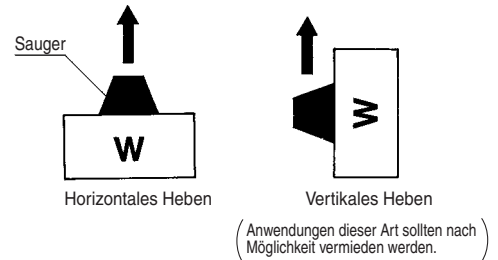 Sauger
W
W
Horizontales Heben
Vertikales Heben
(Anwendungen dieser Art sollten nach
Möglichkeit vermieden werden.)